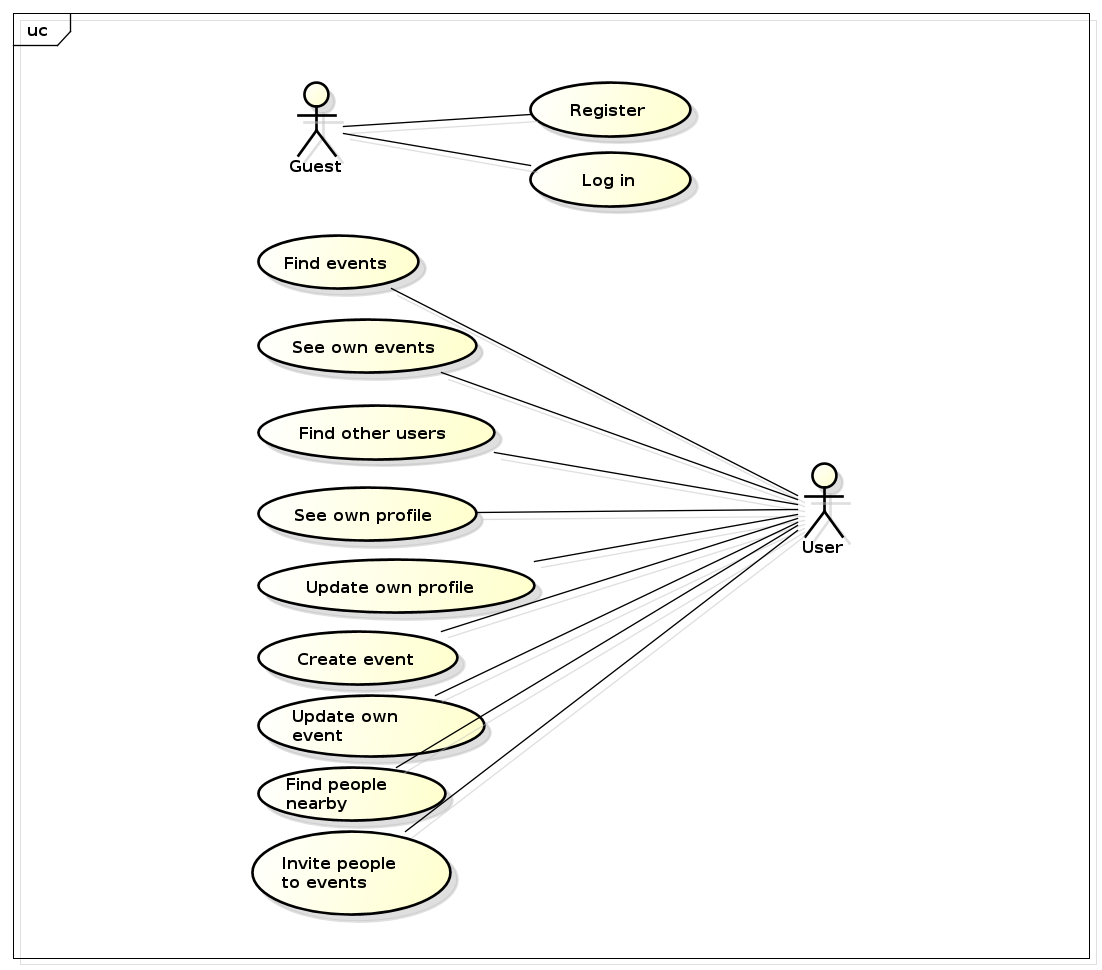 uc
Guest
Register
Log in
Find events
See own events
Find other users
See own profile
User
Update own profile
Create event
Update own
event
Find people
nearby
Invite people
to events